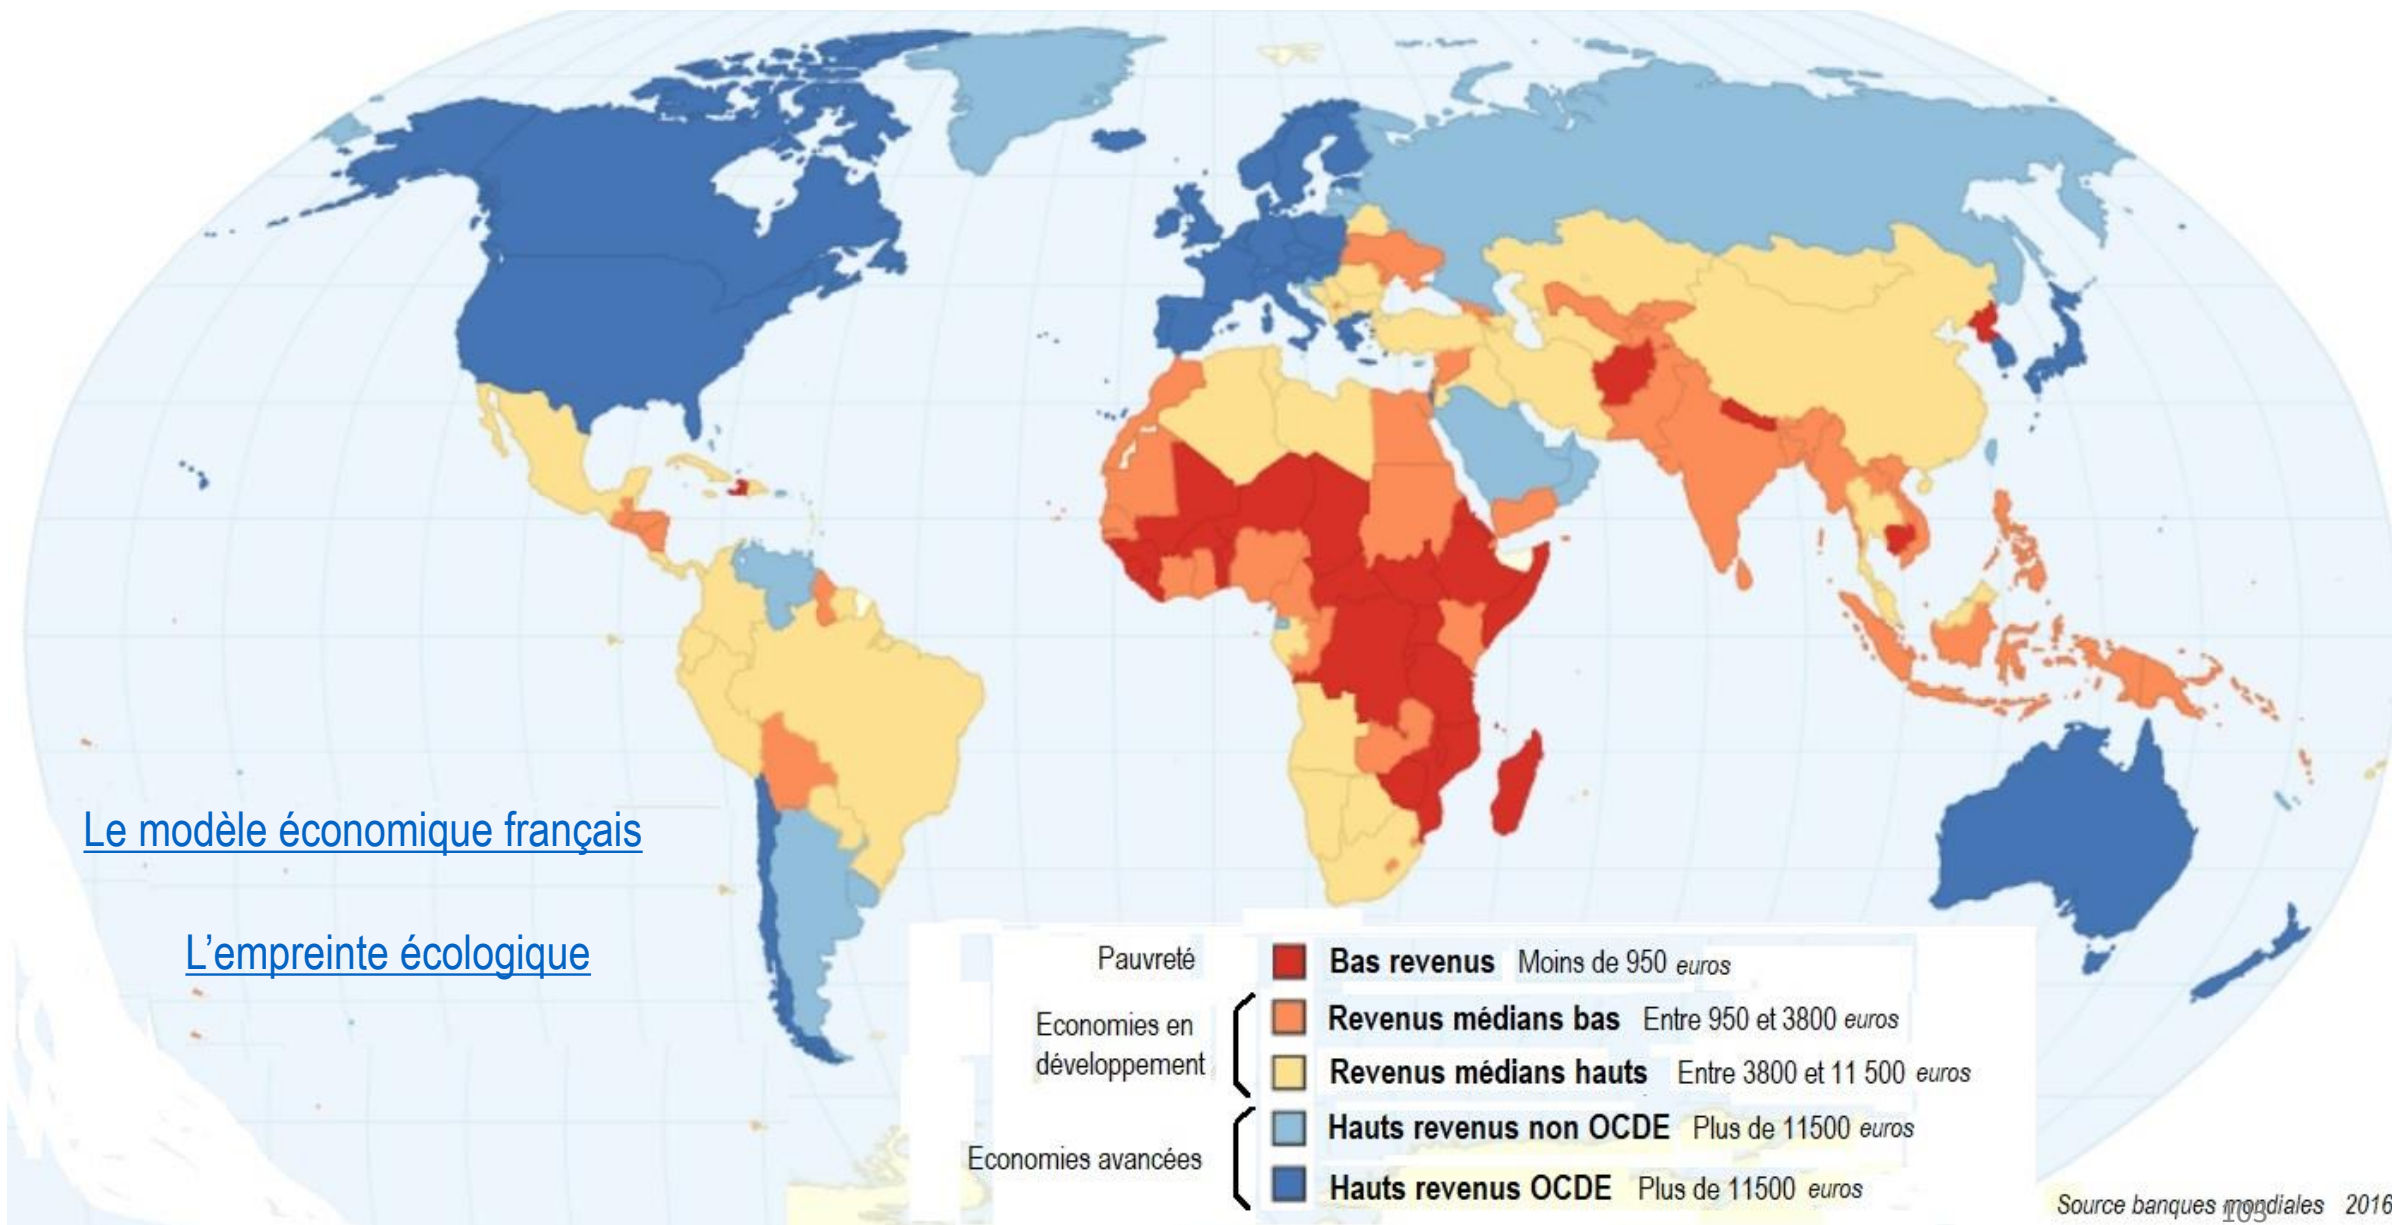 Le modèle économique français
L’empreinte écologique
Pauvreté
Bas revenus Moins de 950 euros
Economies en
développement
Revenus médians bas Entre 950 et 3800 euros
Revenus médians hauts Entre 3800 et 11 500 euros
Economies avancées
Hauts revenus non OCDE Plus de 11500 euros
Hauts revenus OCDE Plus de 11500 euros
Source banques mondiales 2016
103